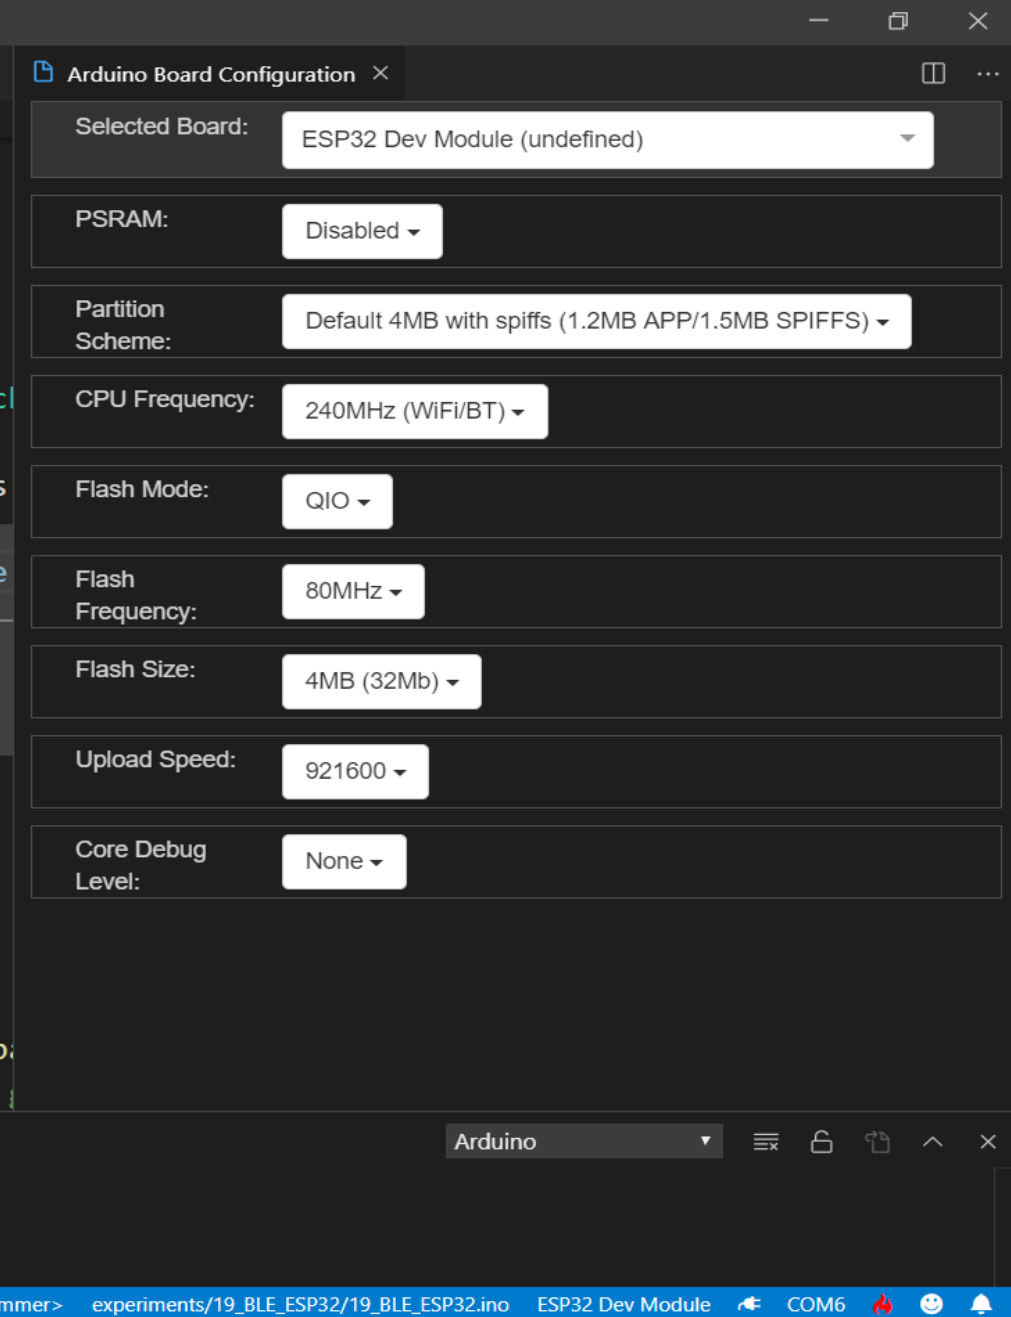 Arduino Board Configuration
Selected Board:
ESP32 Dev Module (undefined)
PSRAM:
Disabled
Partition
Scheme:
Default 4MB with spiffs (1.2MB APP/1.5MB SPIFFS)
CPU Frequency:
240MHz (WiFi/BT)
Flash Mode:
QIO
Flash
Frequency:
80MHz
Flash Size:
4MB (32Mb)
Upload Speed:
921600
Core Debug
Level:
None
Arduino
mmer> experiments/19_BLE_ESP32/19_BLE_ESP32.ino ESP32 Dev Module COM6